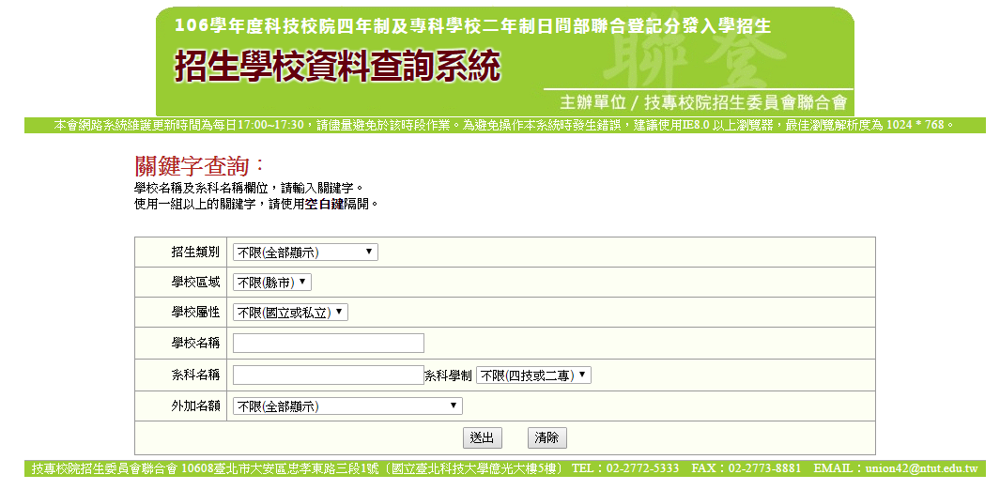 106學年度科技校院四年制及專科學校二年制日間部聯合登記分發入學招生
聯登
招生學校資料查詢系統
主辦單位 / 技專校院招生委員會聯合會
本會網路系統維護更新時間為每日17:00~17:30，請儘量避免於該時段作業。為避免操作本系統時發生錯誤，建議使用IE8.0 以上瀏覽器，最佳瀏覽解析度為 1024 * 768。
關鍵字查詢：
學校名稱及系科名稱欄位，請輸入關鍵字。
使用一組以上的關鍵字，請使用空白鍵隔開。
招生類別 不限(全部顯示)
學校區域 不限(縣市)
學校屬性 不限(國立或私立)
學校名稱
系科名稱 系科學制 不限(四技或二專)
外加名額 不限(全部顯示)
送出 清除
技專校院招生委員會聯合會 10608臺北市大安區忠孝東路三段1號（國立臺北科技大學億光大樓5樓） TEL：02-2772-5333 FAX：02-2773-8881 EMAIL：union42@ntut.edu.tw